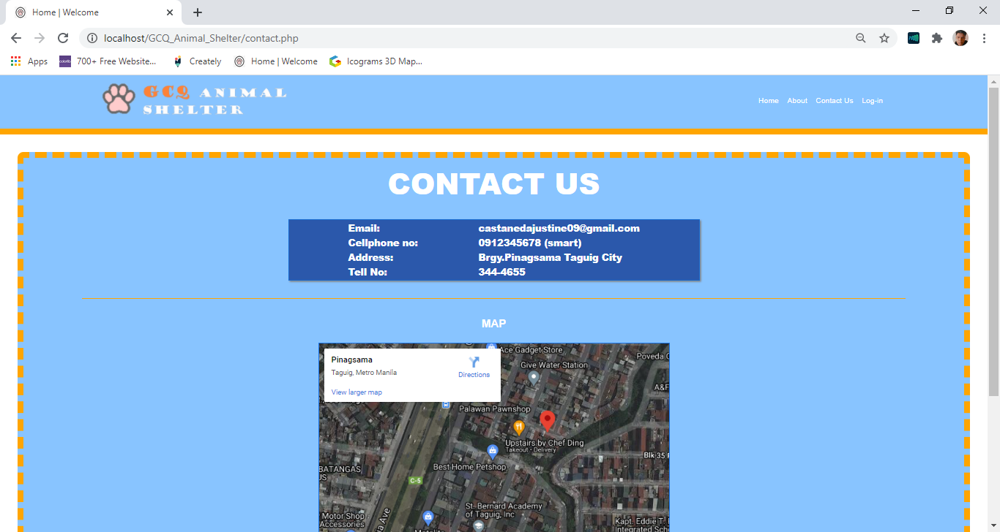 Home | Welcome
localhost/GCQ_Animal_Shelter/contact.php
Apps
700+ Free Website...
Creately
Home | Welcome
Icograms 3D Map...
GCQ ANIMAL
SHELTER
Home
About
Contact Us
Log-in
CONTACT US
Email: castanedajustine09@gmail.com
Cellphone no: 0912345678 (smart)
Address: Brgy.Pinagsama Taguig City
Tell No: 344-4655
MAP
Pinagsama
Taguig, Metro Manila
Directions
View larger map
Ace Gadget Store
Give Water Station
Poveda
A&F
Palawan Pawnshop
Upstairs by Chef Ding
Takeout • Delivery
Blk 35
Best Home Petshop
BATANGAS
US
C-5
St. Bernard Academy
of Taguig, Inc
Motor Shop
Accessories
Ave
Kapt. Eddie T.
Integrated